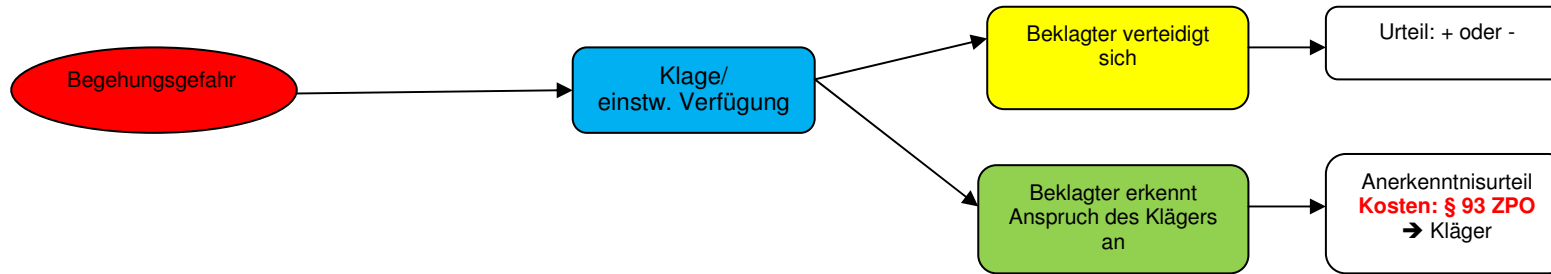 Begehungsgefahr
Klage/
einstw. Verfügung
Beklagter verteidigt
sich
Urteil: + oder -
Beklagter erkennt
Anspruch des Klägers
an
Anerkenntnisurteil
Kosten: § 93 ZPO
➔ Kläger